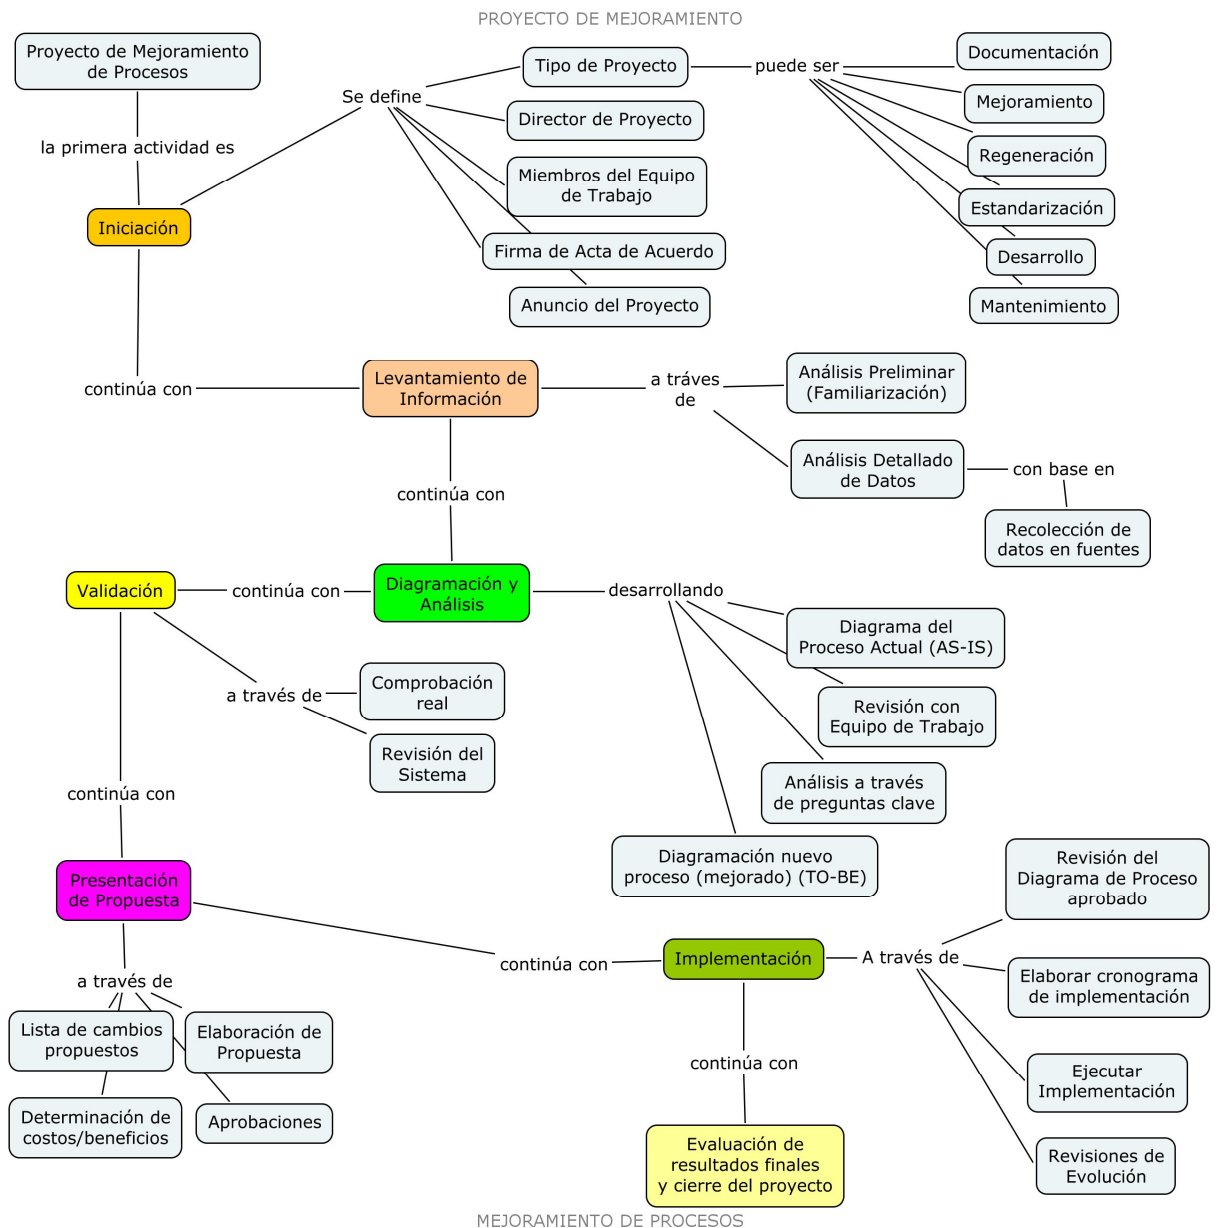 PROYECTO DE MEJORAMIENTO
Proyecto de Mejoramiento
de Procesos
la primera actividad es
Iniciación
Se define
Tipo de Proyecto
puede ser
Documentación
Mejoramiento
Regeneración
Estandarización
Desarrollo
Mantenimiento
Director de Proyecto
Miembros del Equipo
de Trabajo
Firma de Acta de Acuerdo
Anuncio del Proyecto
continúa con
Levantamiento de
Información
a tráves
de
Análisis Preliminar
(Familiarización)
Análisis Detallado
de Datos
con base en
Recolección de
datos en fuentes
continúa con
Diagramación y
Análisis
desarrollando
Diagrama del
Proceso Actual (AS-IS)
Revisión con
Equipo de Trabajo
Análisis a través
de preguntas clave
Diagramación nuevo
proceso (mejorado) (TO-BE)
continúa con
Validación
a través de
Comprobación
real
Revisión del
Sistema
continúa con
Presentación
de Propuesta
a través de
Lista de cambios
propuestos
Elaboración de
Propuesta
Determinación de
costos/beneficios
Aprobaciones
continúa con
Implementación
A través de
Revisión del
Diagrama de Proceso
aprobado
Elaborar cronograma
de implementación
Ejecutar
Implementación
Revisiones de
Evolución
continúa con
Evaluación de
resultados finales
y cierre del proyecto
MEJORAMIENTO DE PROCESOS